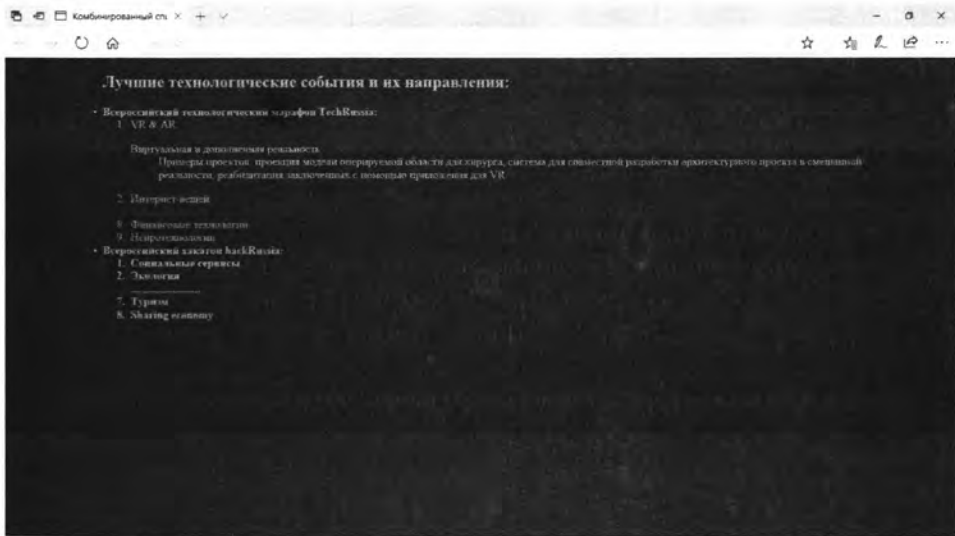 Комбинированный спи
Лучшие технологические события и их направления:
• Всероссийский технологический марафон TechRussia:
1. VR & AR
Виртуальная и дополненная реальность
Примеры проектов: проекция модели оперируемой области для хирурга, система для совместной разработки архитектурного проекта в смешанной
реальности, реабилитация заключенных с помощью приложения для VR
2. Интернет вещей
8. Финансовые технологии
9. Нейротехнологии
• Всероссийский хакатон hackRussia:
1. Социальные сервисы
2. Экология
7. Туризм
8. Sharing economy